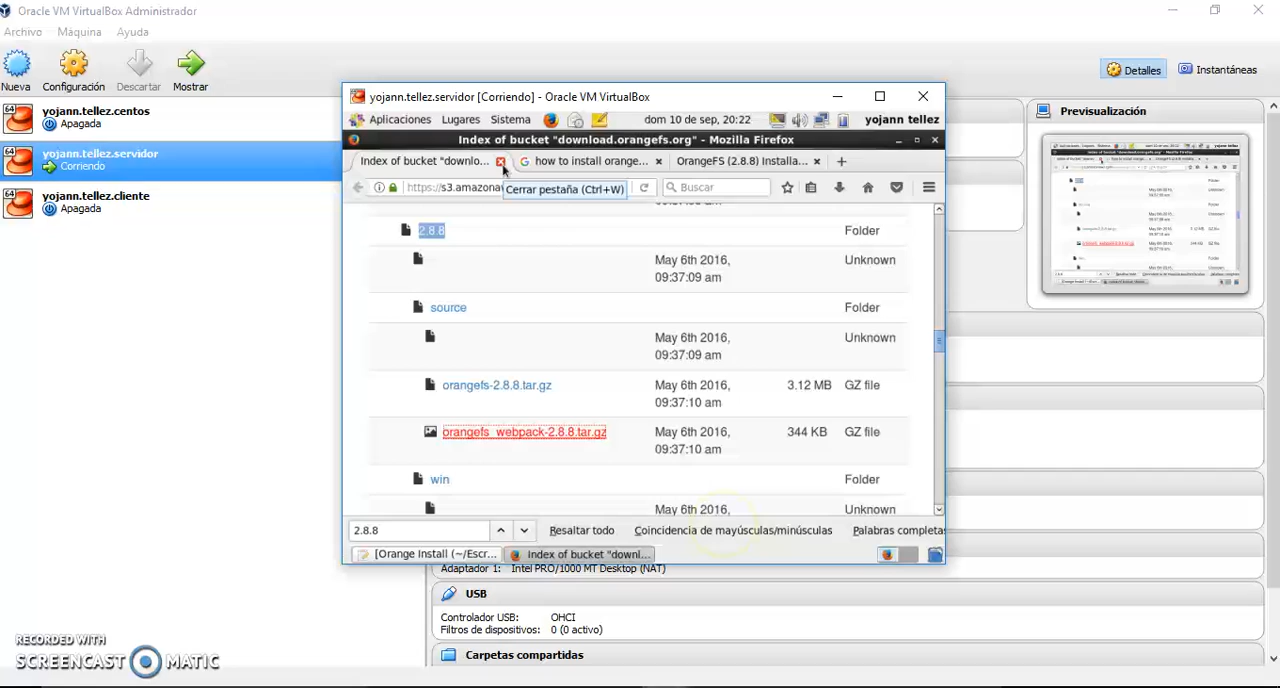 Oracle VM VirtualBox Administrador
Archivo Máquina Ayuda
Nueva Configuración Descartar Mostrar
Detalles Instantáneas
64 yojann.tellez.centos
Apagada
64 yojann.tellez.servidor
Corriendo
64 yojann.tellez.cliente
Apagada
Previsualización
yojann.tellez.servidor [Corriendo] - Oracle VM VirtualBox
Aplicaciones Lugares Sistema dom 10 de sep, 20:22 yojann tellez
Index of bucket "download.orangefs.org" - Mozilla Firefox
Index of bucket "downlo... how to install orange... OrangeFS (2.8.8) Installa...
https://s3.amazona Buscar
Cerrar pestaña (Ctrl+W)
2.8.8 Folder
May 6th 2016, Unknown
09:37:09 am
source Folder
May 6th 2016, Unknown
09:37:09 am
orangefs-2.8.8.tar.gz May 6th 2016, 3.12 MB GZ file
09:37:10 am
orangefs_webpack-2.8.8.tar.gz May 6th 2016, 344 KB GZ file
09:37:10 am
win Folder
May 6th 2016, Unknown
2.8.8 Resaltar todo Coincidencia de mayúsculas/minúsculas Palabras completas
[Orange Install (~/Escr... Index of bucket "downl...
Adaptador 1: Intel PRO/1000 MT Desktop (NAT)
USB
Controlador USB: OHCI
Filtros de dispositivos: 0 (0 activo)
Carpetas compartidas
RECORDED WITH
SCREENCAST MATIC